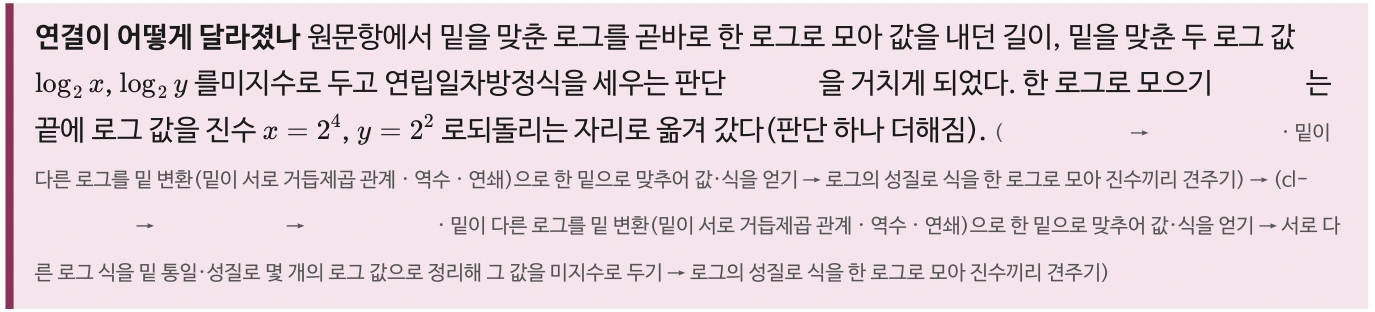 연결이 어떻게 달라졌나 원문항에서 밑을 맞춘 로그를 곧바로 한 로그로 모아 값을 내던 길이, 밑을 맞춘 두 로그 값
log₂ x, log₂ y 를미지수로 두고 연립일차방정식을 세우는 판단 을 거치게 되었다. 한 로그로 모으기 는
끝에 로그 값을 진수 x = 2⁴, y = 2² 로되돌리는 자리로 옮겨 갔다(판단 하나 더해짐). ( → · 밑이
다른 로그를 밑 변환(밑이 서로 거듭제곱 관계 · 역수 · 연쇄)으로 한 밑으로 맞추어 값·식을 얻기 → 로그의 성질로 식을 한 로그로 모아 진수끼리 견주기) → (cl-
→ → · 밑이 다른 로그를 밑 변환(밑이 서로 거듭제곱 관계 · 역수 · 연쇄)으로 한 밑으로 맞추어 값·식을 얻기 → 서로 다
른 로그 식을 밑 통일·성질로 몇 개의 로그 값으로 정리해 그 값을 미지수로 두기 → 로그의 성질로 식을 한 로그로 모아 진수끼리 견주기)